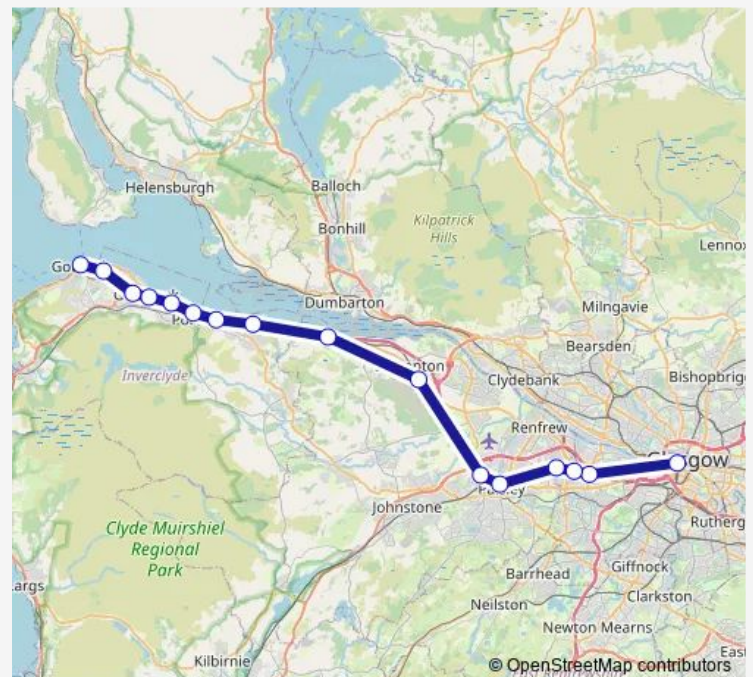 Helensburgh
Balloch
Kilpatrick
Hills
Bonhill
Lennox
Dumbarton
Milngavie
Inverclyde
Bearsden
Clydebank
Bishopbrig
Renfrew
Glasgow
Johnstone
Clyde Muirshiel
Regional
Park
Rutherg
Giffnock
Barrhead
Clarkston
Neilston
Newton Mearns
Kilbirnie
© OpenStreetMap contributors